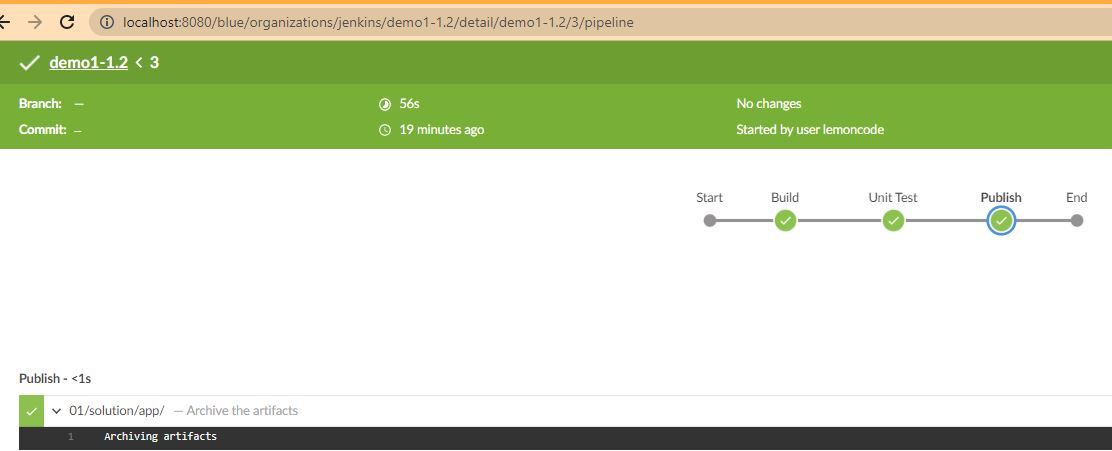 localhost:8080/blue/organizations/jenkins/demo1-1.2/detail/demo1-1.2/3/pipeline
demo1-1.2 < 3
Branch: — 56s No changes
Commit: — 19 minutes ago Started by user lemoncode
Start Build Unit Test Publish End
Publish - <1s
01/solution/app/ — Archive the artifacts
1 Archiving artifacts